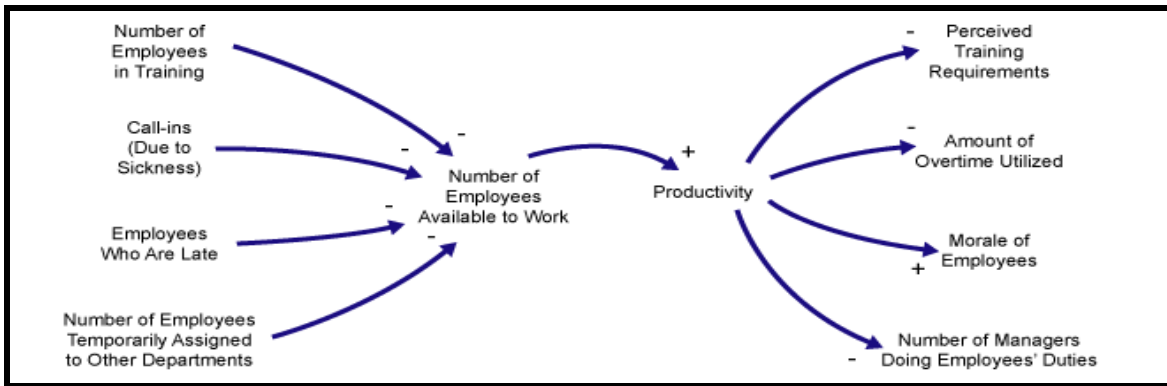 Number of
Employees
in Training
Call-ins
(Due to
Sickness)
Employees
Who Are Late
Number of Employees
Temporarily Assigned
to Other Departments
-
-
-
-
Number of
Employees
Available to Work
+
Productivity
-
Perceived
Training
Requirements
-
Amount of
Overtime Utilized
Morale of
Employees
+
Number of Managers
Doing Employees' Duties
-